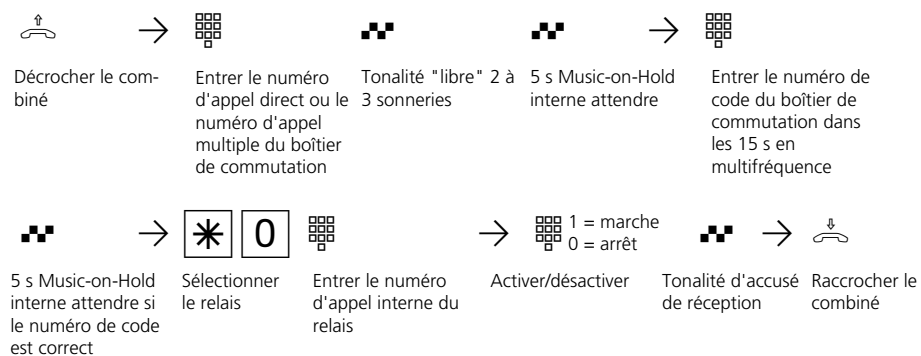 Décrocher le com-
biné
Entrer le numéro
d'appel direct ou le
numéro d'appel
multiple du boîtier
de commutation
Tonalité "libre" 2 à
3 sonneries
5 s Music-on-Hold
interne attendre
Entrer le numéro de
code du boîtier de
commutation dans
les 15 s en
multifréquence
5 s Music-on-Hold
interne attendre si
le numéro de code
est correct
* 0
Sélectionner
le relais
Entrer le numéro
d'appel interne du
relais
1 = marche
0 = arrêt
Activer/désactiver
Tonalité d'accusé
de réception
Raccrocher le
combiné